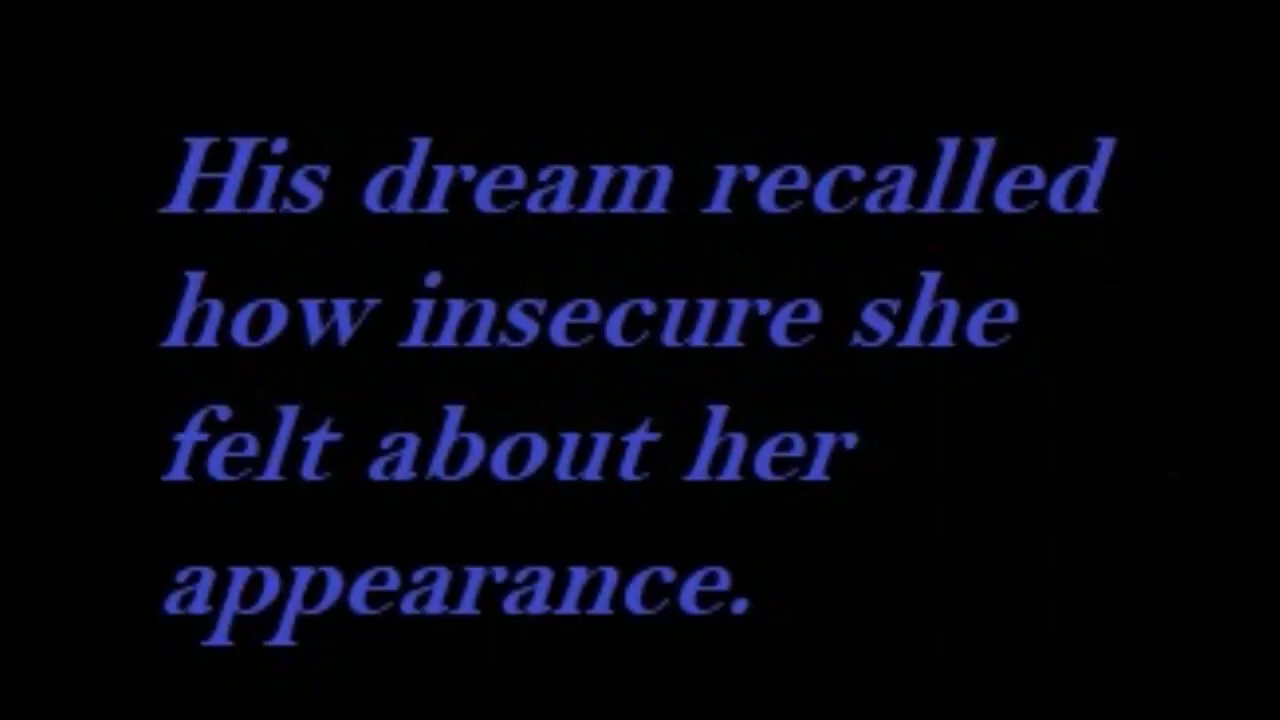 His dream recalled
how insecure she
felt about her
appearance.